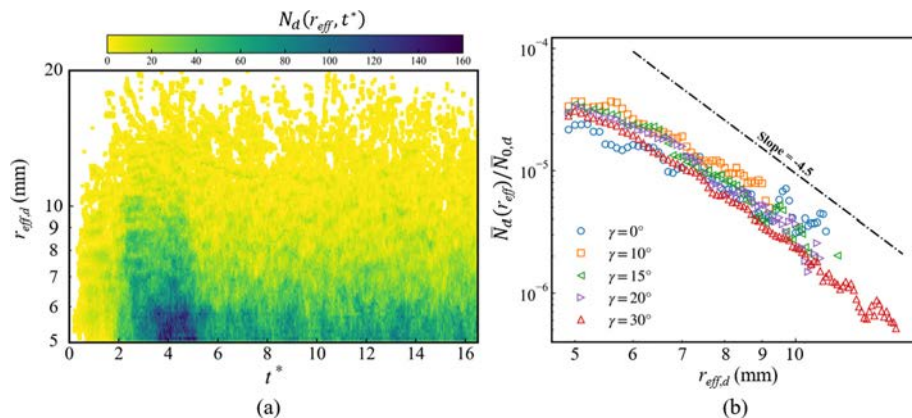 N_d(r_eff, t*)
0 20 40 60 80 100 120 140 160
20
10
9
8
7
6
5
r_eff,d (mm)
0 2 4 6 8 10 12 14 16
t*
(a)
10⁻⁴
10⁻⁵
10⁻⁶
N̅_d(r_eff)/N̅_0,d
Slope = -4.5
γ = 0°
γ = 10°
γ = 15°
γ = 20°
γ = 30°
5 6 7 8 9 10
r_eff,d (mm)
(b)